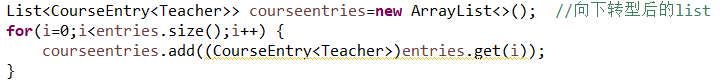 List<CourseEntry<Teacher>> courseentries=new ArrayList<>();  //向下转型后的list
for(i=0;i<entries.size();i++) {
    courseentries.add((CourseEntry<Teacher>)entries.get(i));
}